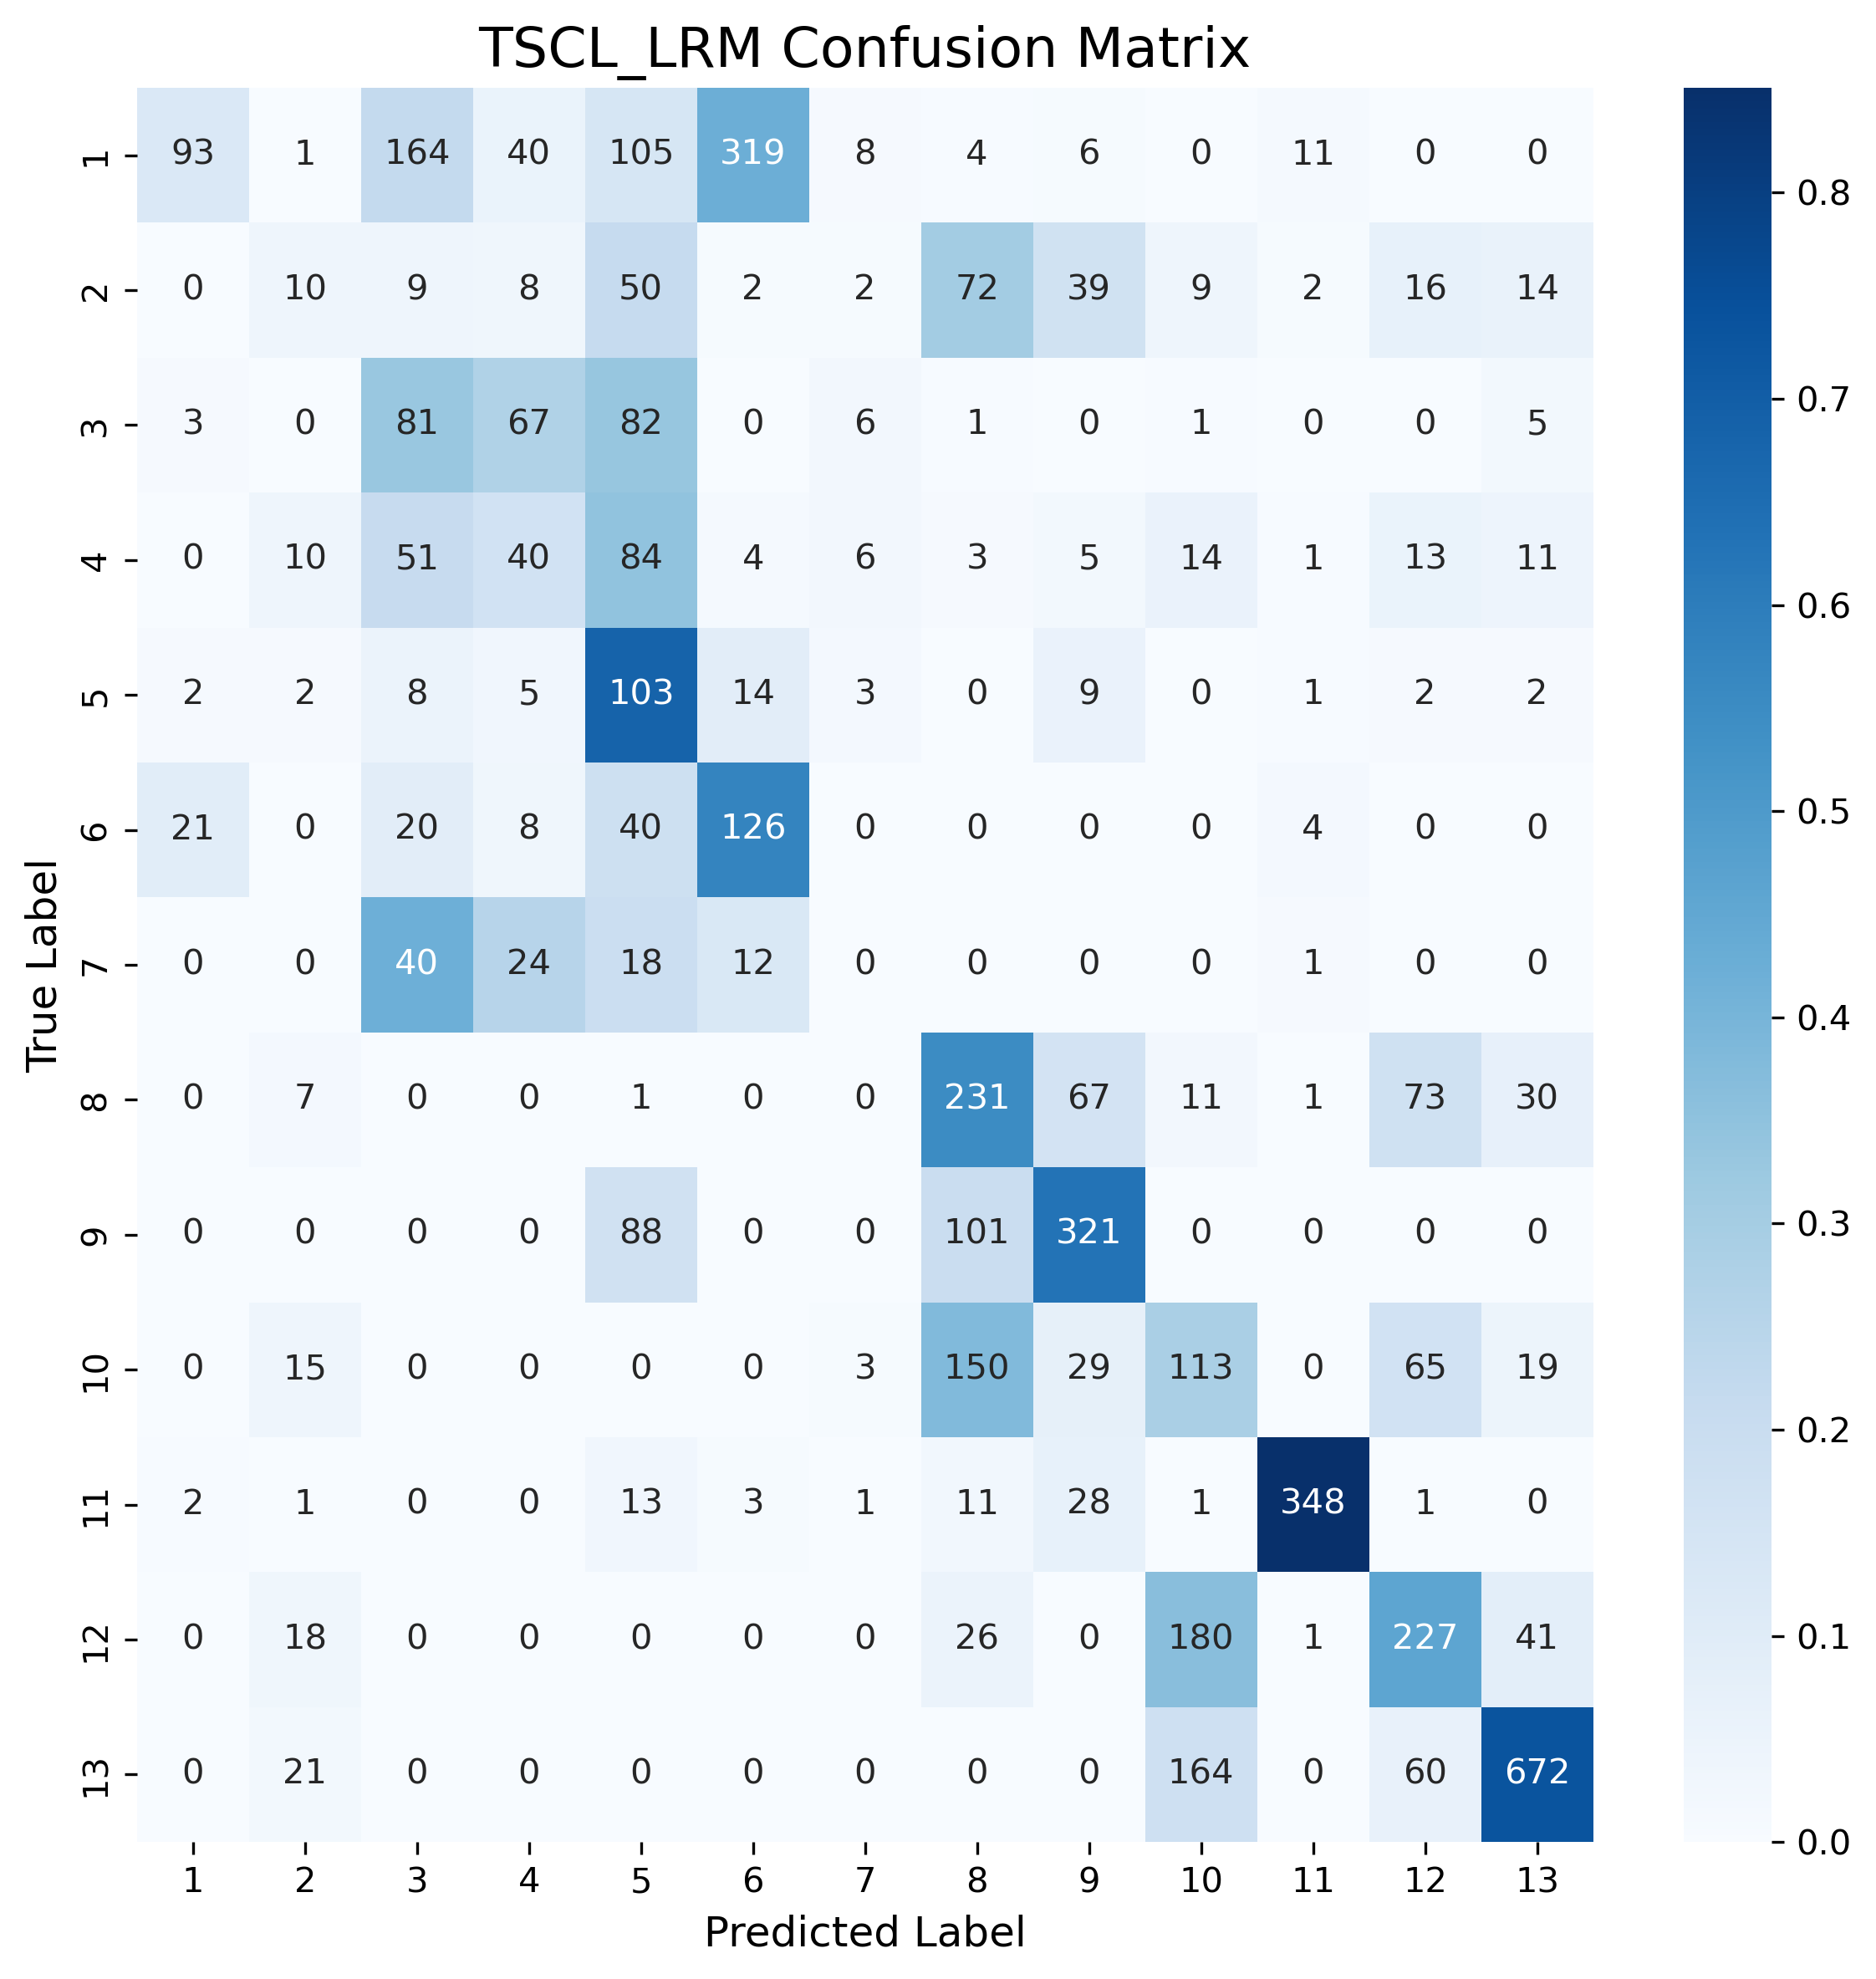 TSCL_LRM Confusion Matrix
1 93 1 164 40 105 319 8 4 6 0 11 0 0
2 0 10 9 8 50 2 2 72 39 9 2 16 14
3 3 0 81 67 82 0 6 1 0 1 0 0 5
4 0 10 51 40 84 4 6 3 5 14 1 13 11
5 2 2 8 5 103 14 3 0 9 0 1 2 2
6 21 0 20 8 40 126 0 0 0 0 4 0 0
7 0 0 40 24 18 12 0 0 0 0 1 0 0
8 0 7 0 0 1 0 0 231 67 11 1 73 30
9 0 0 0 0 88 0 0 101 321 0 0 0 0
10 0 15 0 0 0 0 3 150 29 113 0 65 19
11 2 1 0 0 13 3 1 11 28 1 348 1 0
12 0 18 0 0 0 0 0 26 0 180 1 227 41
13 0 21 0 0 0 0 0 0 0 164 0 60 672
1 2 3 4 5 6 7 8 9 10 11 12 13
Predicted Label
True Label
0.8
0.7
0.6
0.5
0.4
0.3
0.2
0.1
0.0